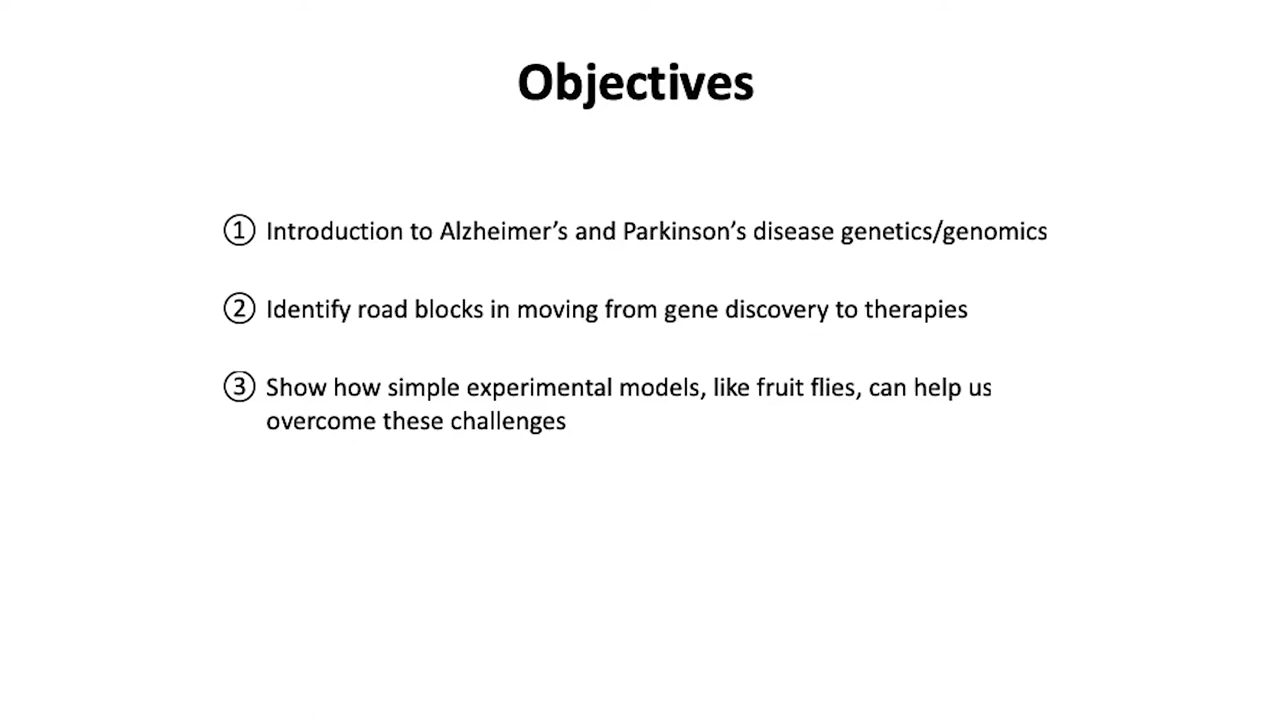 Objectives
① Introduction to Alzheimer’s and Parkinson’s disease genetics/genomics
② Identify road blocks in moving from gene discovery to therapies
③ Show how simple experimental models, like fruit flies, can help us
overcome these challenges